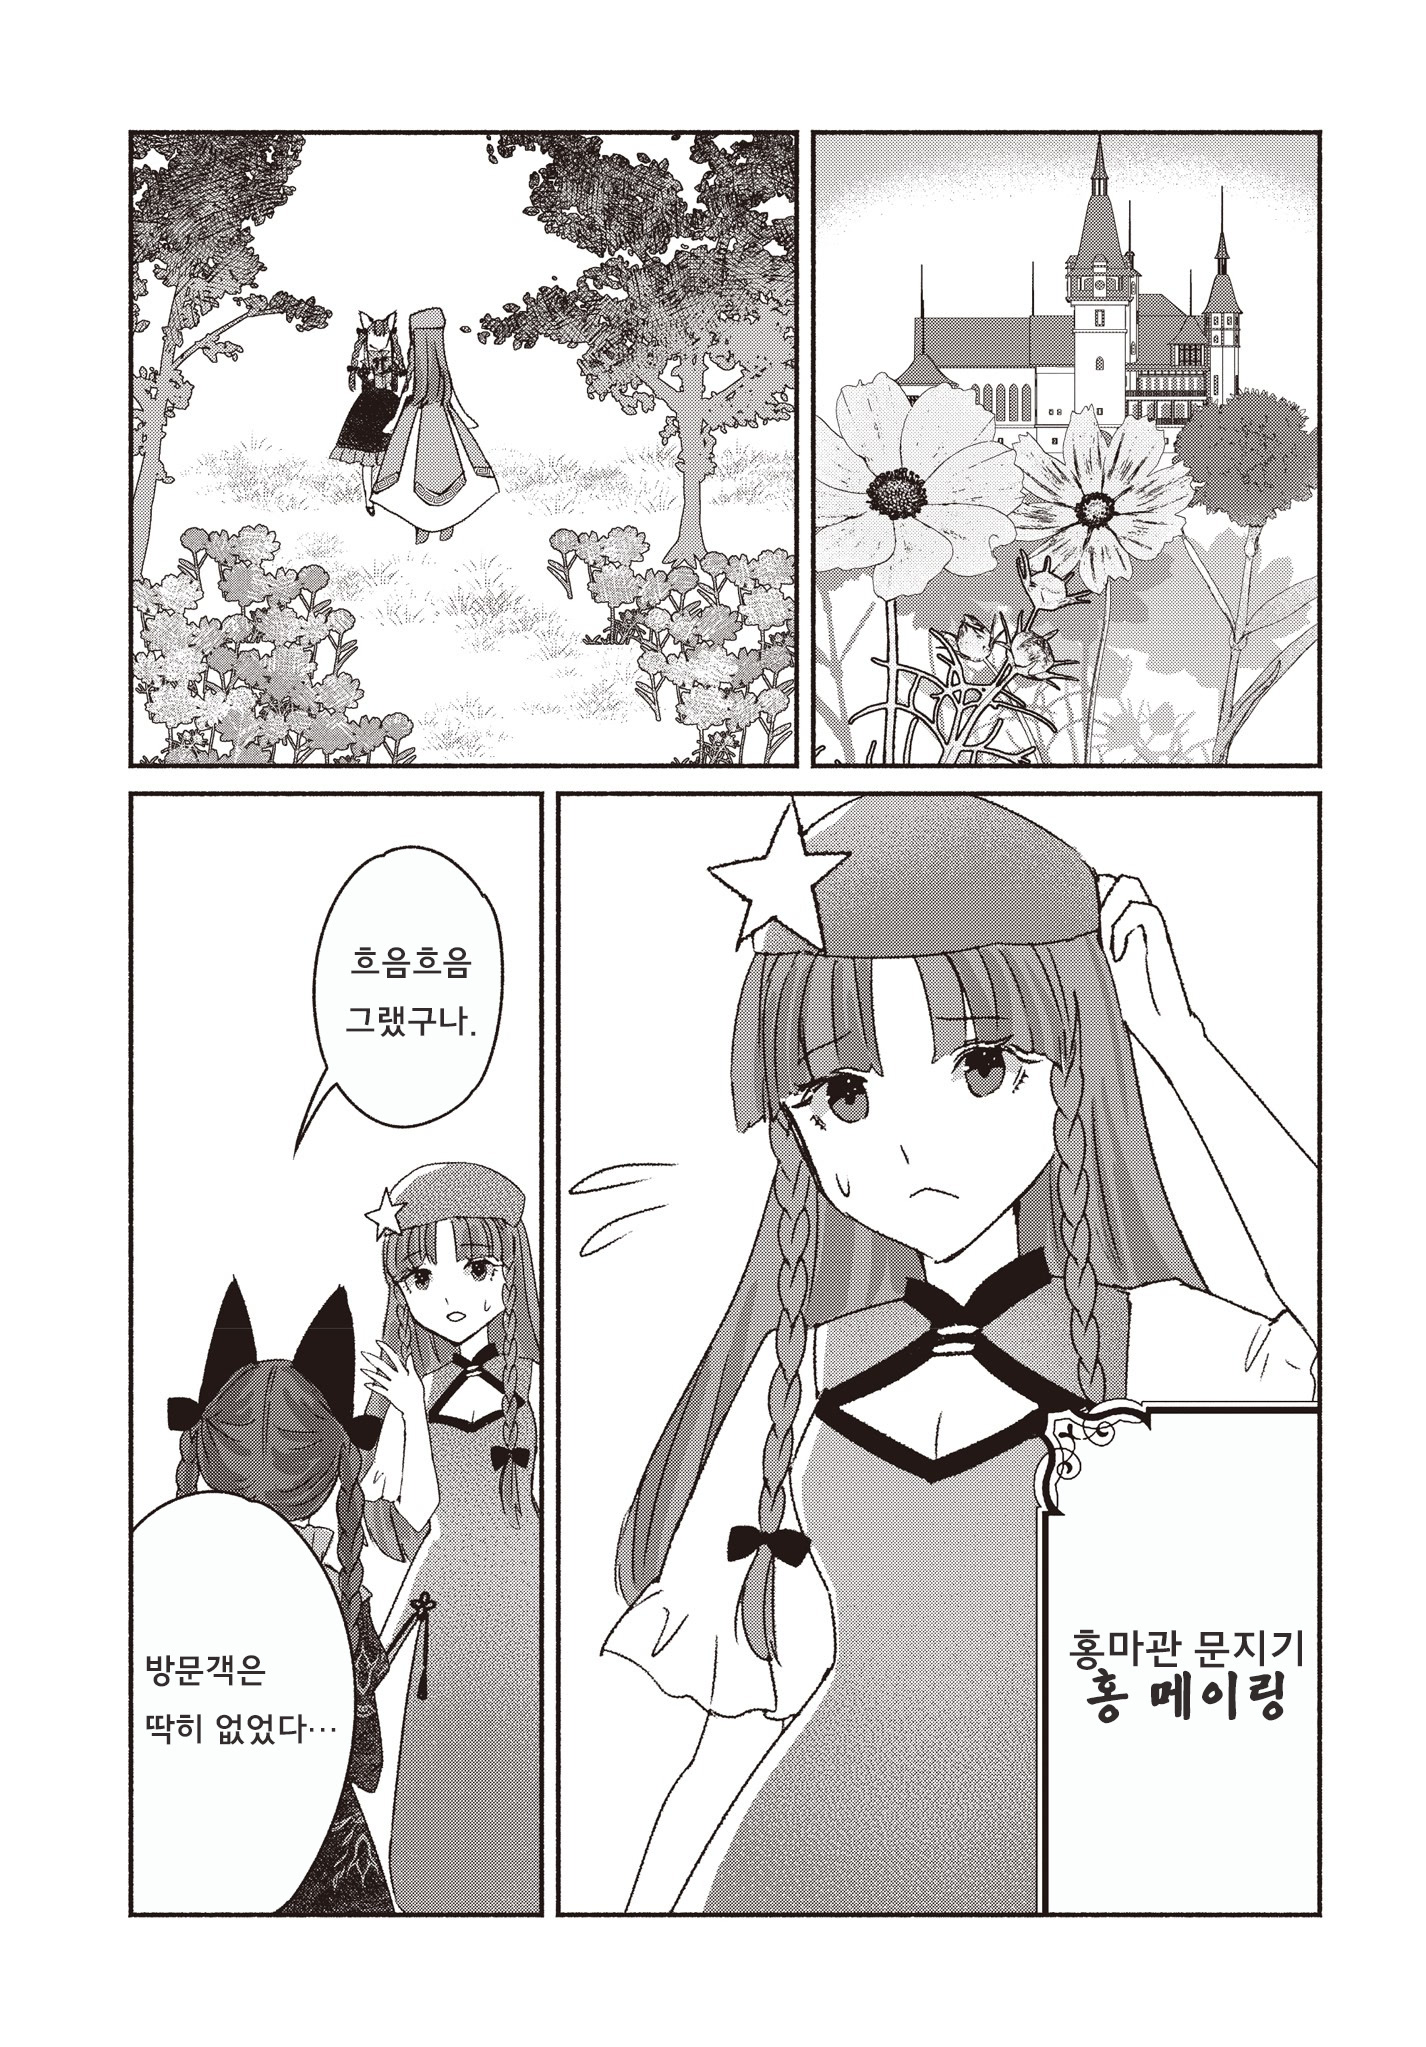 홍마관 문지기
홍 메이링
흐음흐음
그랬구나.
방문객은
딱히 없었다…